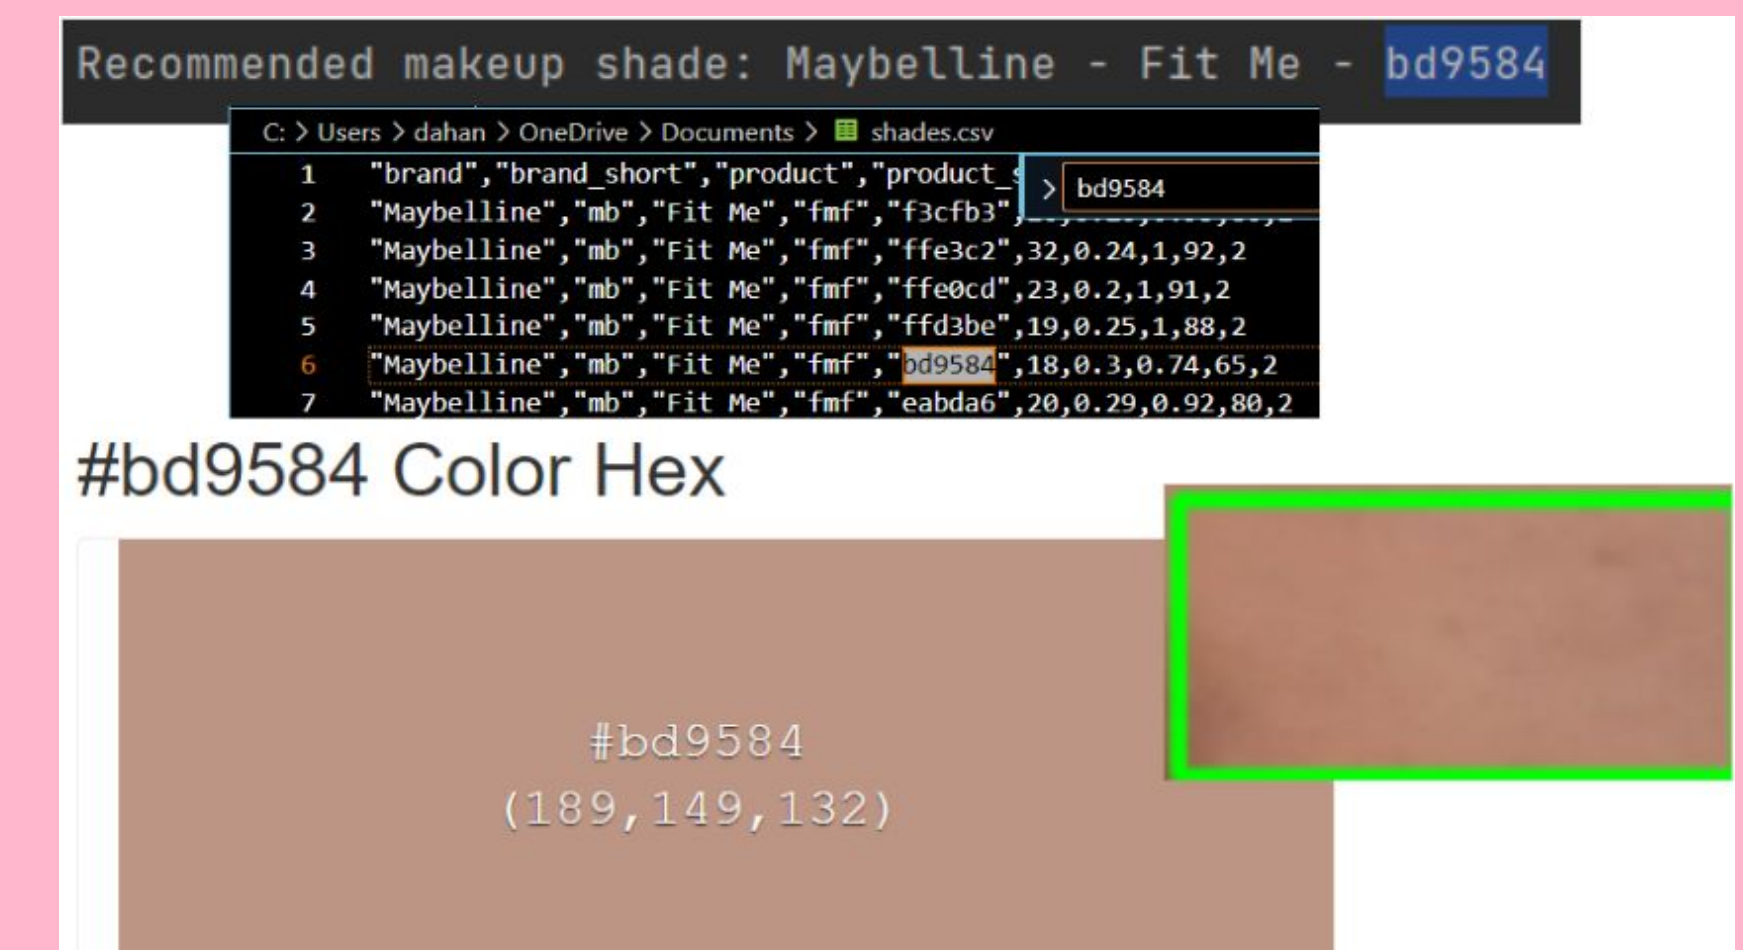 Recommended makeup shade: Maybelline - Fit Me - bd9584
C: > Users > dahan > OneDrive > Documents > shades.csv
1 "brand","brand_short","product","product_s
> bd9584
2 "Maybelline","mb","Fit Me","fmf","f3cfb3",
3 "Maybelline","mb","Fit Me","fmf","ffe3c2",32,0.24,1,92,2
4 "Maybelline","mb","Fit Me","fmf","ffe0cd",23,0.2,1,91,2
5 "Maybelline","mb","Fit Me","fmf","ffd3be",19,0.25,1,88,2
6 "Maybelline","mb","Fit Me","fmf","bd9584",18,0.3,0.74,65,2
7 "Maybelline","mb","Fit Me","fmf","eabda6",20,0.29,0.92,80,2
#bd9584 Color Hex
#bd9584
(189,149,132)